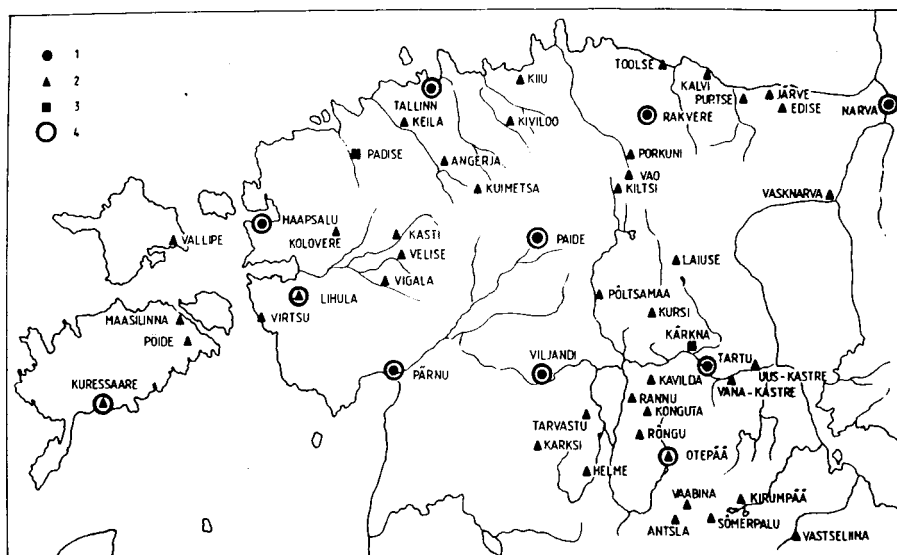 1
2
3
4
TALLINN
KEILA
KIIU
KIVILOO
TOOLSE
KALVI
PURTSE
JÄRVE
EDISE
NARVA
RAKVERE
PADISE
ANGERJA
KUIMETSA
PORKUNI
VAO
KILTSI
VASKNARVA
HAAPSALU
KOLOVERE
KASTI
VELISE
VIGALA
PAIDE
VALLIPE
LAIUSE
LIHULA
VIRTSU
PÕLTSAMAA
KURSI
MAASILINNA
PÖIDE
KÄRKNA
KURESSAARE
PÄRNU
VILJANDI
TARTU
UUS-KASTRE
VANA-KASTRE
KAVILDA
RANNU
KONGUTA
TARVASTU
RÕNGU
KARKSI
OTEPÄÄ
HELME
VAABINA
KIRUMPÄÄ
ANTSLA
SÕMERPALU
VASTSELIINA